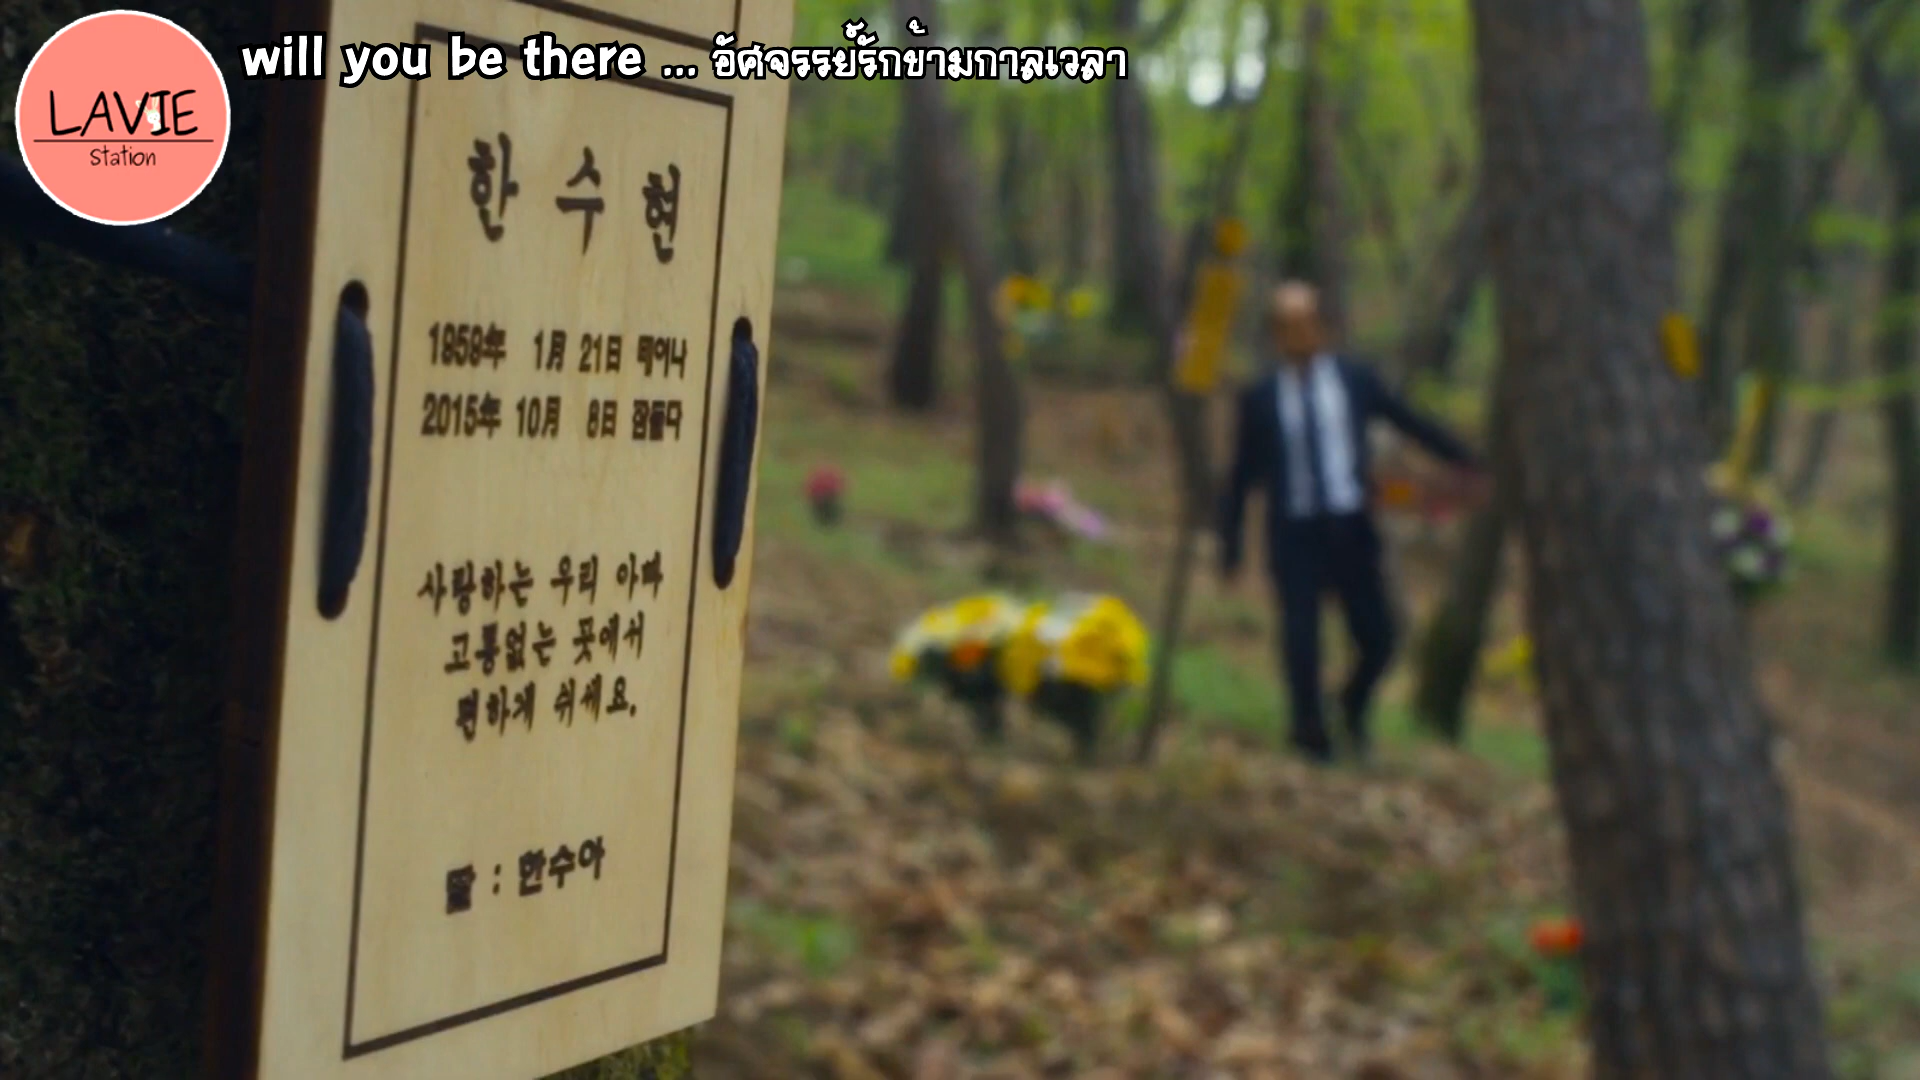 LAVIE
Station
will you be there ... อัศจรรย์รักข้ามกาลเวลา
한 수 현
1959年 1月 21日 태어나
2015年 10月 8日 잠들다
사랑하는 우리 아빠
고통없는 곳에서
편하게 쉬세요.
딸 : 한수아